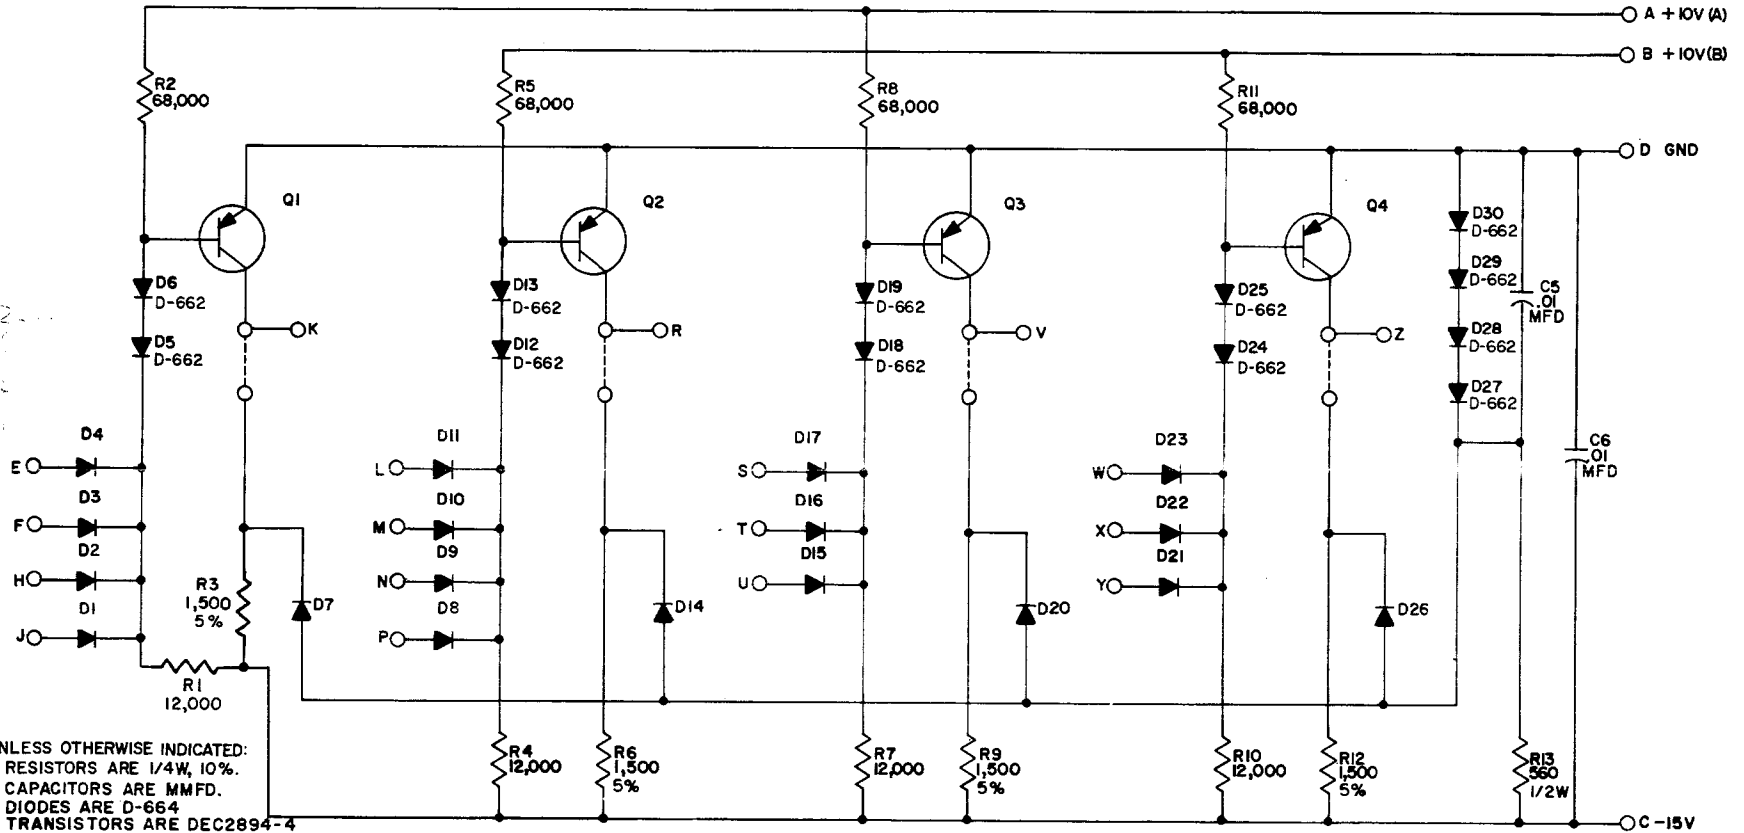 A +10V (A)
B +10V(B)
R2
68,000
R5
68,000
R8
68,000
R11
68,000
D GND
Q1
Q2
Q3
Q4
D6
D-662
D5
D-662
K
D13
D-662
D12
D-662
R
D19
D-662
D18
D-662
V
D25
D-662
D24
D-662
Z
D30
D-662
D29
D-662
D28
D-662
D27
D-662
C5
.01
MFD
C6
.01
MFD
D4
E
D3
F
D2
H
D1
J
R3
1,500
5%
D7
R1
12,000
D11
L
D10
M
D9
N
D8
P
D14
D17
S
D16
T
D15
U
D20
D23
W
D22
X
D21
Y
D26
R4
12,000
R6
1,500
5%
R7
12,000
R9
1,500
5%
R10
12,000
R12
1,500
5%
R13
560
1/2W
C -15V
NLESS OTHERWISE INDICATED:
RESISTORS ARE 1/4W, 10%.
CAPACITORS ARE MMFD.
DIODES ARE D-664
TRANSISTORS ARE DEC2894-4